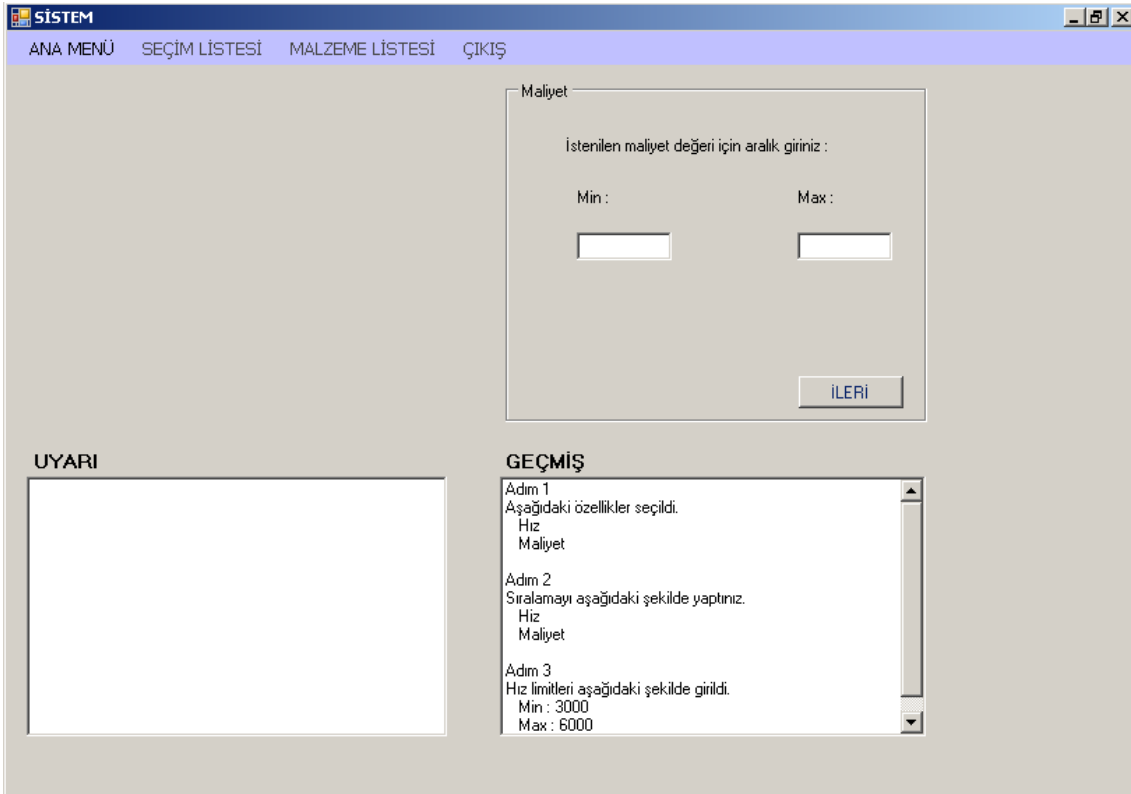 SİSTEM
ANA MENÜ SEÇİM LİSTESİ MALZEME LİSTESİ ÇIKIŞ
Maliyet
İstenilen maliyet değeri için aralık giriniz :
Min : Max :
İLERİ
UYARI
GEÇMİŞ
Adım 1
Aşağıdaki özellikler seçildi.
Hız
Maliyet
Adım 2
Sıralamayı aşağıdaki şekilde yaptınız.
Hiz
Maliyet
Adım 3
Hız limitleri aşağıdaki şekilde girildi.
Min : 3000
Max : 6000